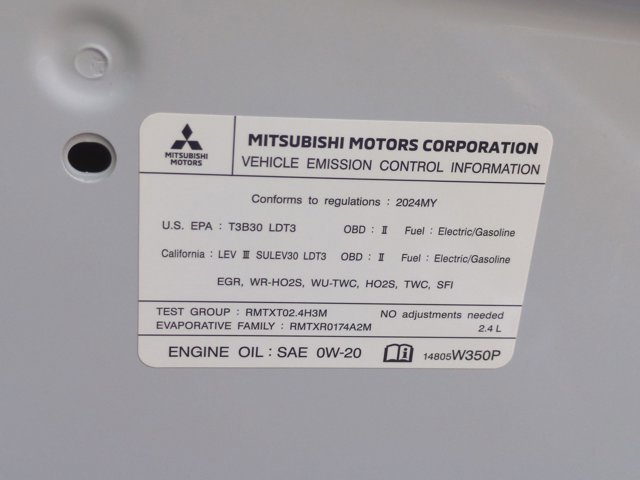 MITSUBISHI
MOTORS
MITSUBISHI MOTORS CORPORATION
VEHICLE EMISSION CONTROL INFORMATION
Conforms to regulations : 2024MY
U.S. EPA : T3B30 LDT3 OBD : Ⅱ Fuel : Electric/Gasoline
California : LEV Ⅲ SULEV30 LDT3 OBD : Ⅱ Fuel : Electric/Gasoline
EGR, WR-HO2S, WU-TWC, HO2S, TWC, SFI
TEST GROUP : RMTXT02.4H3M No adjustments needed
EVAPORATIVE FAMILY : RMTXR0174A2M 2.4 L
ENGINE OIL : SAE 0W-20 14805W350P